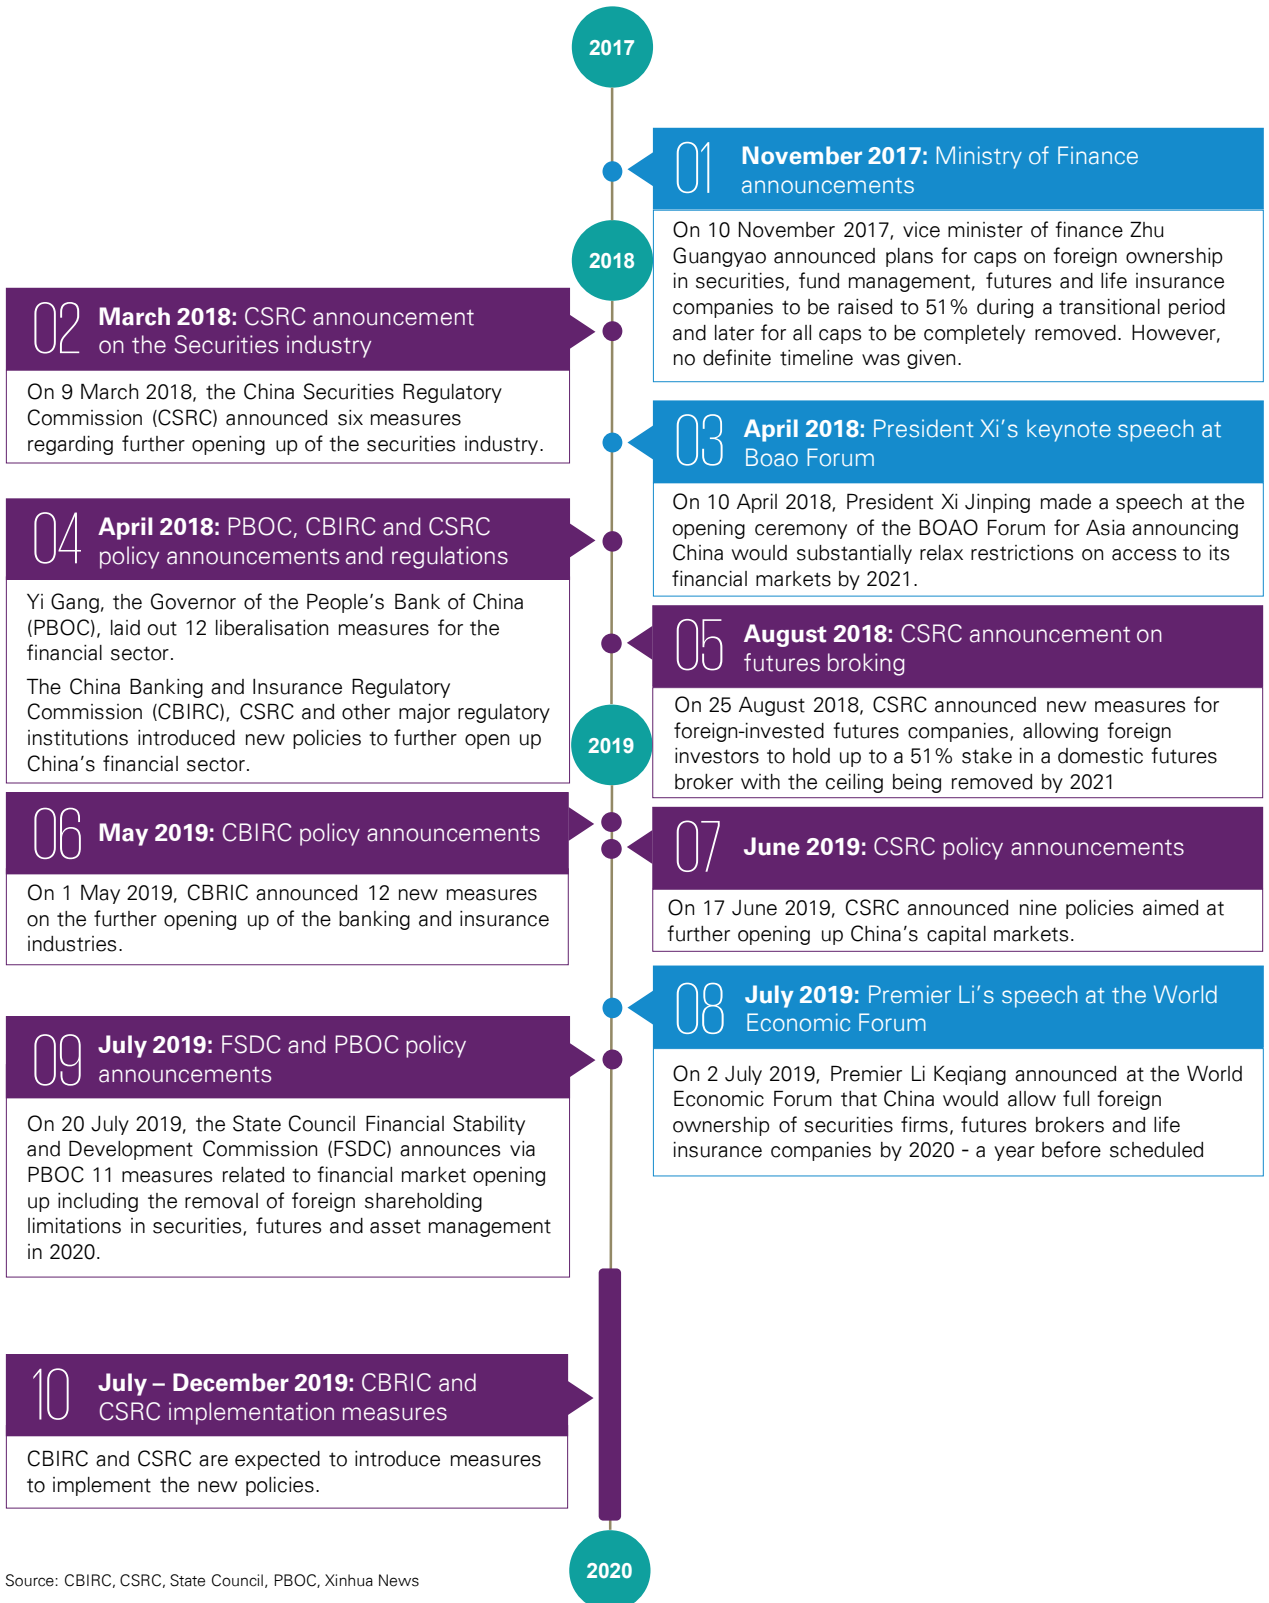 2017
01
November 2017: Ministry of Finance
announcements
On 10 November 2017, vice minister of finance Zhu
Guangyao announced plans for caps on foreign ownership
in securities, fund management, futures and life insurance
companies to be raised to 51% during a transitional period
and later for all caps to be completely removed. However,
no definite timeline was given.
2018
02
March 2018: CSRC announcement
on the Securities industry
On 9 March 2018, the China Securities Regulatory
Commission (CSRC) announced six measures
regarding further opening up of the securities industry.
03
April 2018: President Xi's keynote speech at
Boao Forum
On 10 April 2018, President Xi Jinping made a speech at the
opening ceremony of the BOAO Forum for Asia announcing
China would substantially relax restrictions on access to its
financial markets by 2021.
04
April 2018: PBOC, CBIRC and CSRC
policy announcements and regulations
Yi Gang, the Governor of the People's Bank of China
(PBOC), laid out 12 liberalisation measures for the
financial sector.
The China Banking and Insurance Regulatory
Commission (CBIRC), CSRC and other major regulatory
institutions introduced new policies to further open up
China's financial sector.
05
August 2018: CSRC announcement on
futures broking
On 25 August 2018, CSRC announced new measures for
foreign-invested futures companies, allowing foreign
investors to hold up to a 51% stake in a domestic futures
broker with the ceiling being removed by 2021
2019
06
May 2019: CBIRC policy announcements
On 1 May 2019, CBRIC announced 12 new measures
on the further opening up of the banking and insurance
industries.
07
June 2019: CSRC policy announcements
On 17 June 2019, CSRC announced nine policies aimed at
further opening up China's capital markets.
08
July 2019: Premier Li's speech at the World
Economic Forum
On 2 July 2019, Premier Li Keqiang announced at the World
Economic Forum that China would allow full foreign
ownership of securities firms, futures brokers and life
insurance companies by 2020 - a year before scheduled
09
July 2019: FSDC and PBOC policy
announcements
On 20 July 2019, the State Council Financial Stability
and Development Commission (FSDC) announces via
PBOC 11 measures related to financial market opening
up including the removal of foreign shareholding
limitations in securities, futures and asset management
in 2020.
10
July – December 2019: CBRIC and
CSRC implementation measures
CBIRC and CSRC are expected to introduce measures
to implement the new policies.
2020
Source: CBIRC, CSRC, State Council, PBOC, Xinhua News